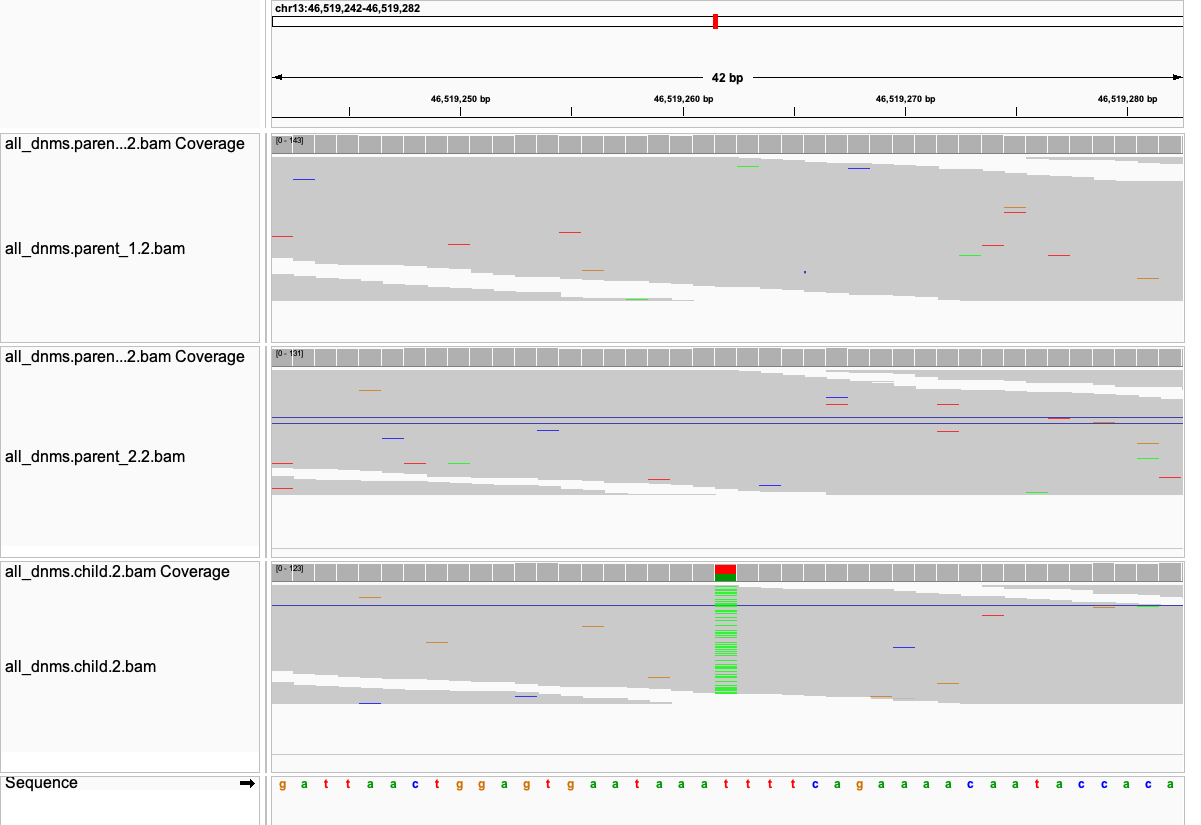 chr13:46,519,242-46,519,282
42 bp
46,519,250 bp 46,519,260 bp 46,519,270 bp 46,519,280 bp
all_dnms.paren...2.bam Coverage
[0 - 143]
all_dnms.parent_1.2.bam
all_dnms.paren...2.bam Coverage
[0 - 131]
all_dnms.parent_2.2.bam
all_dnms.child.2.bam Coverage
[0 - 123]
all_dnms.child.2.bam
Sequence
g a t t a a c t g g a g t g a a t a a a t t t t c a g a a a a c a a t a c c a c a